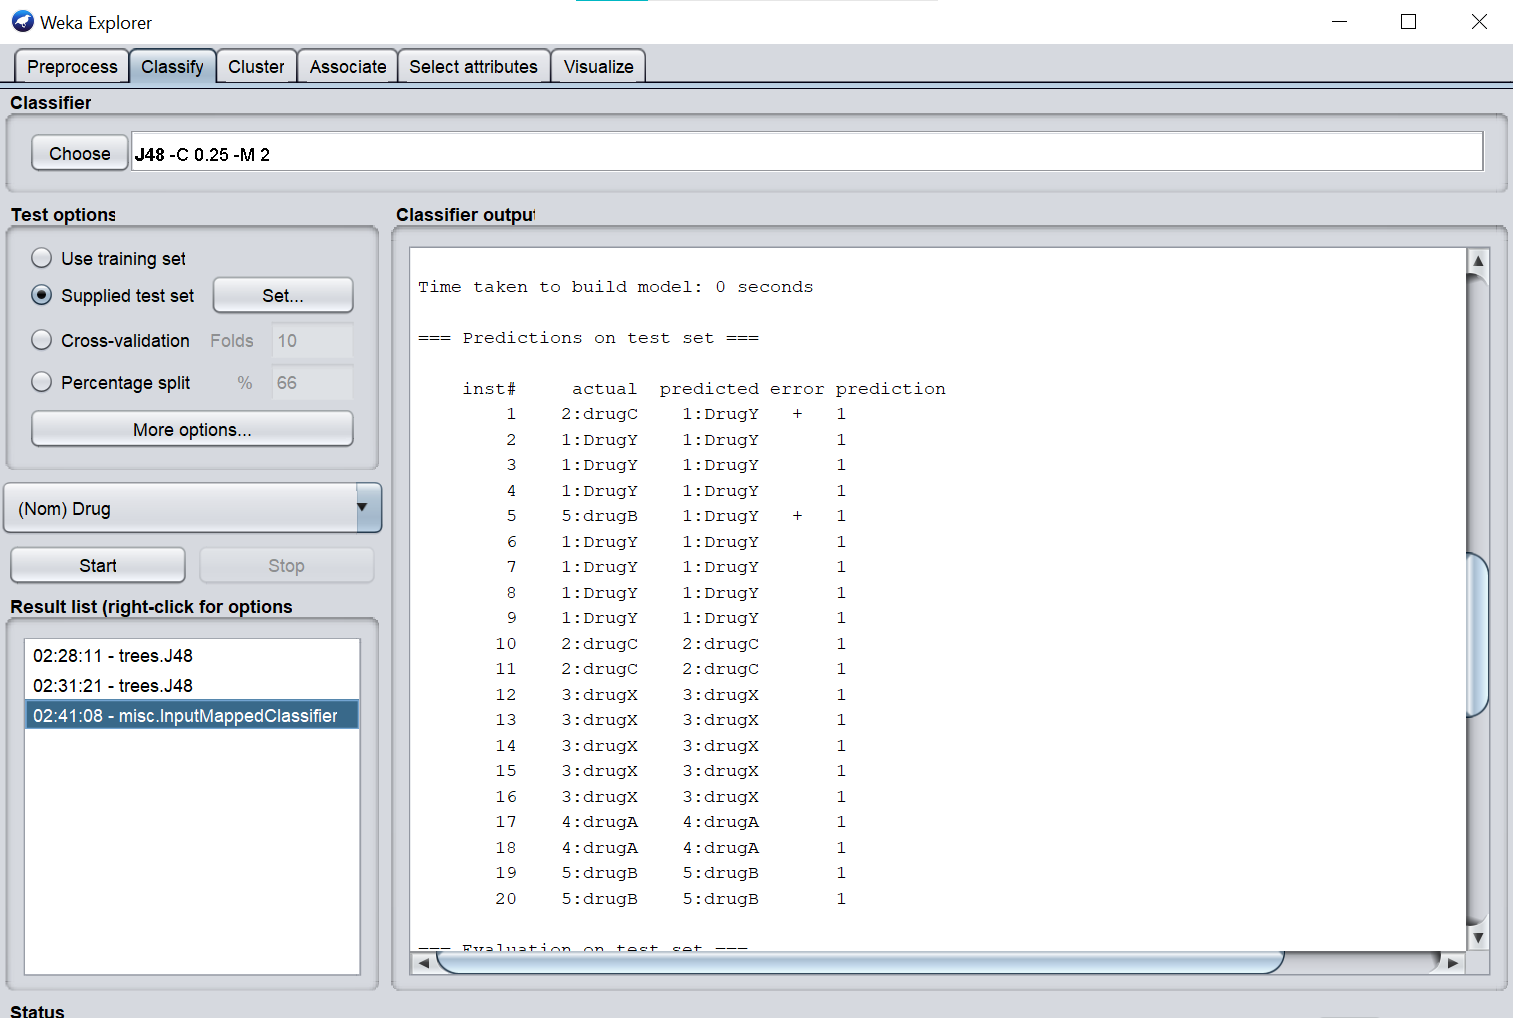 Weka Explorer
Preprocess Classify Cluster Associate Select attributes Visualize
Classifier
Choose J48 -C 0.25 -M 2
Test options
Use training set
Supplied test set Set...
Cross-validation Folds 10
Percentage split % 66
More options...
(Nom) Drug
Start Stop
Result list (right-click for options
02:28:11 - trees.J48
02:31:21 - trees.J48
02:41:08 - misc.InputMappedClassifier
Classifier output
Time taken to build model: 0 seconds
=== Predictions on test set ===
inst# actual predicted error prediction
1 2:drugC 1:DrugY + 1
2 1:DrugY 1:DrugY 1
3 1:DrugY 1:DrugY 1
4 1:DrugY 1:DrugY 1
5 5:drugB 1:DrugY + 1
6 1:DrugY 1:DrugY 1
7 1:DrugY 1:DrugY 1
8 1:DrugY 1:DrugY 1
9 1:DrugY 1:DrugY 1
10 2:drugC 2:drugC 1
11 2:drugC 2:drugC 1
12 3:drugX 3:drugX 1
13 3:drugX 3:drugX 1
14 3:drugX 3:drugX 1
15 3:drugX 3:drugX 1
16 3:drugX 3:drugX 1
17 4:drugA 4:drugA 1
18 4:drugA 4:drugA 1
19 5:drugB 5:drugB 1
20 5:drugB 5:drugB 1
=== Evaluation on test set ===
Status